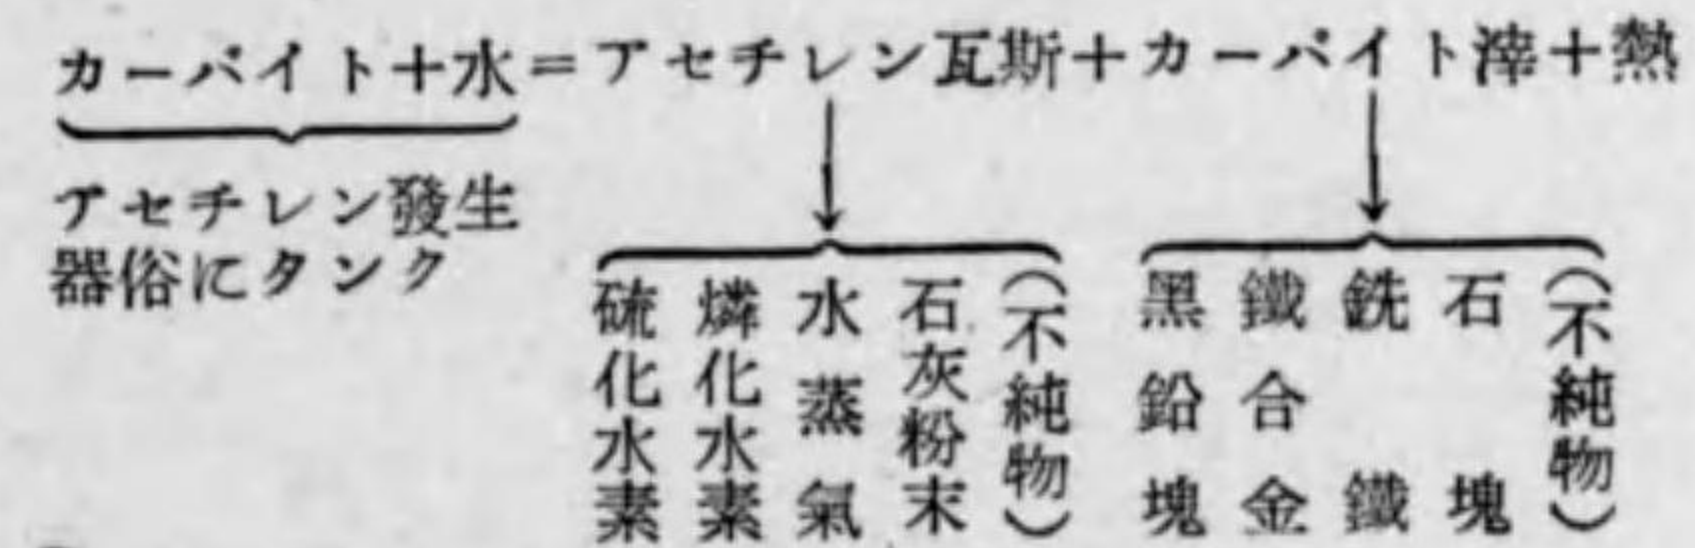 カーバイト＋水＝アセチレン瓦斯＋カーバイト滓＋熱
アセチレン發生
器俗にタンク
（不純物）
石灰粉末
水蒸氣
燐化水素
硫化水素
（不純物）
石塊
銑鐵
鐵合金
黑鉛塊